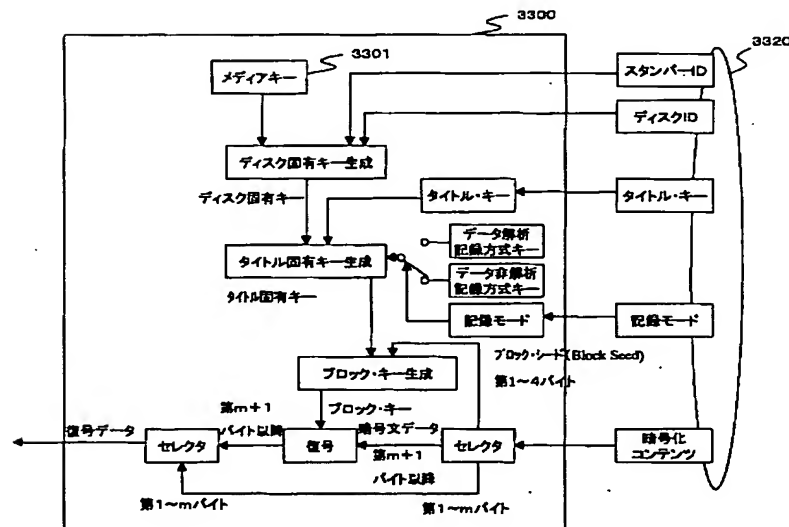 3300
3301
メディアキー
スタンパーID
3320
ディスクID
ディスク固有キー生成
ディスク固有キー
タイトル・キー
タイトル・キー
データ解析
記録方式キー
タイトル固有キー生成
データ非解析
記録方式キー
タイトル固有キー
記録モード
記録モード
ブロック・シード(Block Seed)
ブロック・キー生成
第1〜4バイト
ブロック・キー
第m+1
バイト以降
復号データ
セレクタ
復号
暗号文データ
第m+1
バイト以降
セレクタ
暗号化
コンテンツ
第1〜mバイト
第1〜mバイト